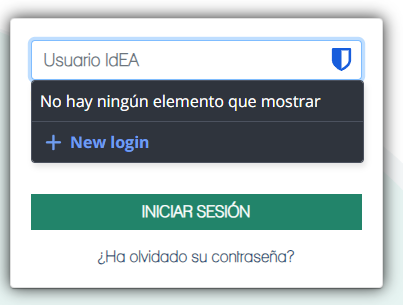 Usuario IdEA
No hay ningún elemento que mostrar
New login
INICIAR SESIÓN
¿Ha olvidado su contraseña?